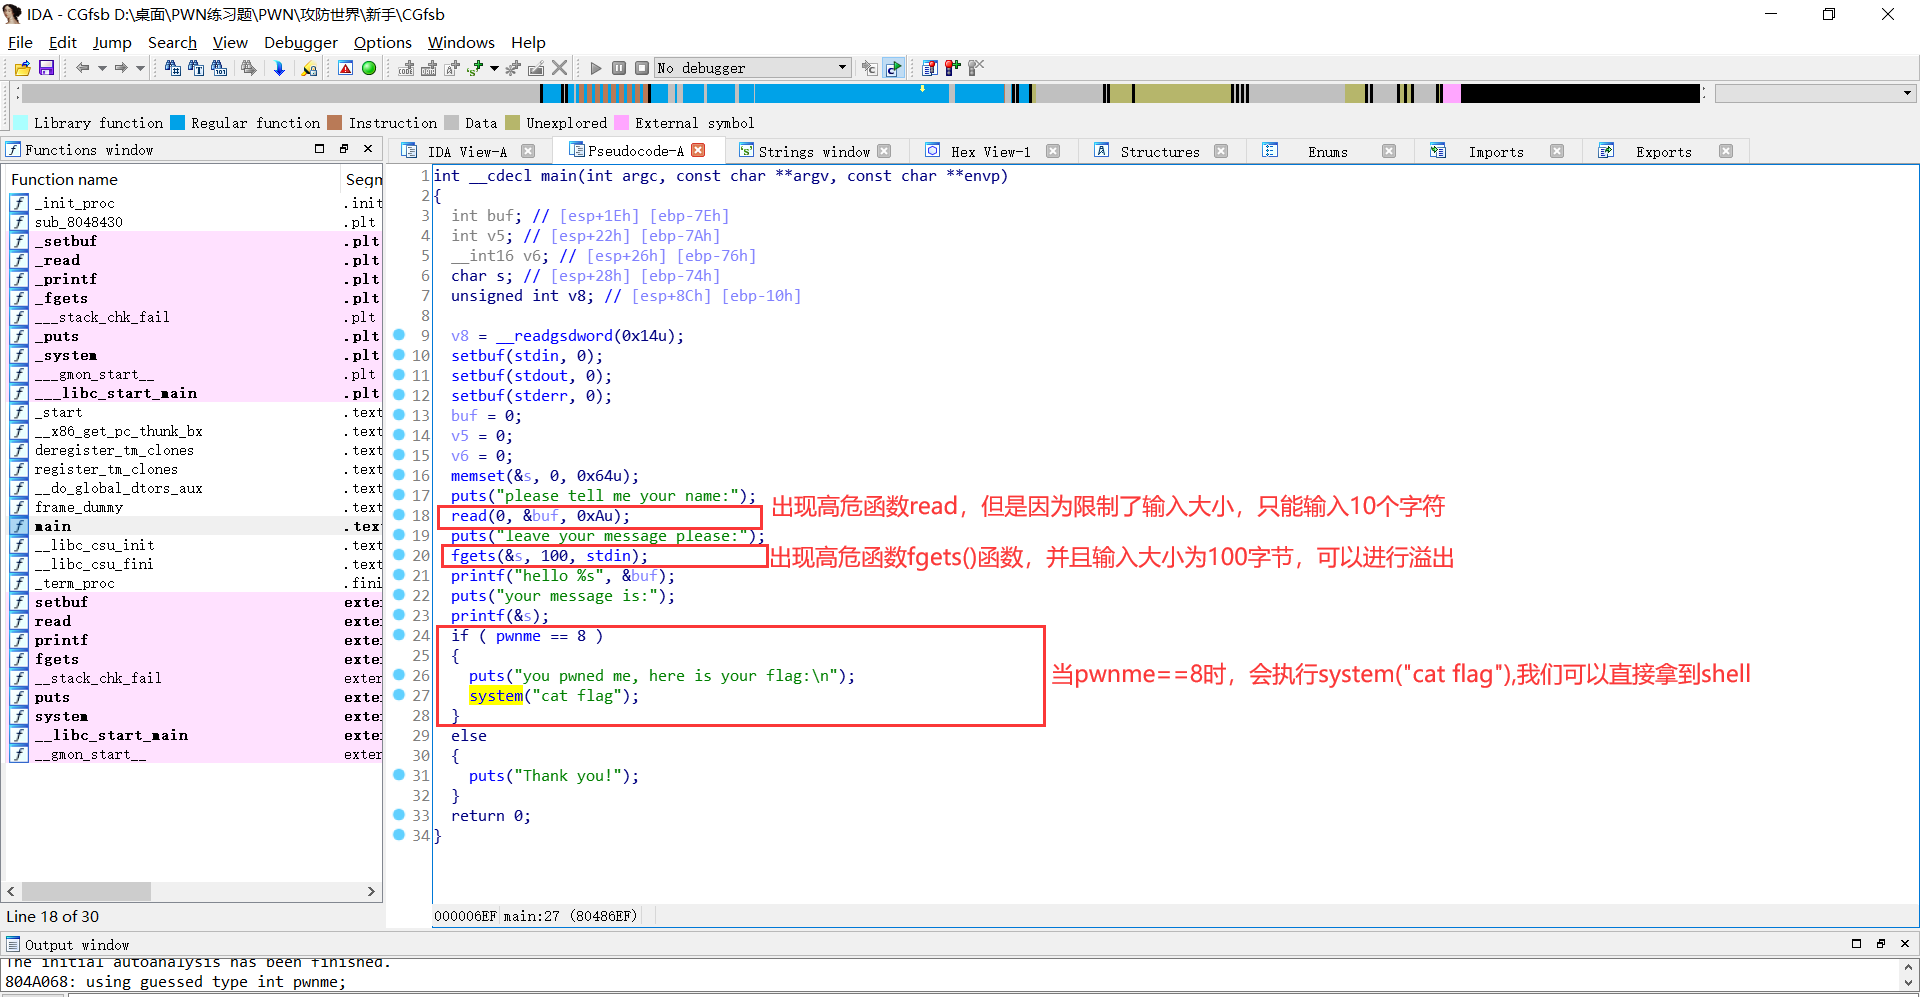 IDA - CGfsb D:\桌面\PWN练习题\PWN\攻防世界\新手\CGfsb
File Edit Jump Search View Debugger Options Windows Help
No debugger
Library function Regular function Instruction Data Unexplored External symbol
Functions window
IDA View-A Pseudocode-A Strings window Hex View-1 Structures Enums Imports Exports
Function name Segm
_init_proc .init
sub_8048430 .plt
_setbuf .plt
_read .plt
_printf .plt
_fgets .plt
___stack_chk_fail .plt
_puts .plt
_system .plt
___gmon_start__ .plt
___libc_start_main .plt
_start .text
__x86_get_pc_thunk_bx .text
deregister_tm_clones .text
register_tm_clones .text
__do_global_dtors_aux .text
frame_dummy .text
main .text
__libc_csu_init .text
__libc_csu_fini .text
_term_proc .fini
setbuf exte
read exte
printf exte
fgets exte
__stack_chk_fail exter
puts exte
system exte
__libc_start_main exte
__gmon_start__ exter
Line 18 of 30
1 int __cdecl main(int argc, const char **argv, const char **envp)
2 {
3 int buf; // [esp+1Eh] [ebp-7Eh]
4 int v5; // [esp+22h] [ebp-7Ah]
5 __int16 v6; // [esp+26h] [ebp-76h]
6 char s; // [esp+28h] [ebp-74h]
7 unsigned int v8; // [esp+8Ch] [ebp-10h]
8
9 v8 = __readgsdword(0x14u);
10 setbuf(stdin, 0);
11 setbuf(stdout, 0);
12 setbuf(stderr, 0);
13 buf = 0;
14 v5 = 0;
15 v6 = 0;
16 memset(&s, 0, 0x64u);
17 puts("please tell me your name:");
18 read(0, &buf, 0xAu);
出现高危函数read，但是因为限制了输入大小，只能输入10个字符
19 puts("leave your message please:");
20 fgets(&s, 100, stdin);
出现高危函数fgets()函数，并且输入大小为100字节，可以进行溢出
21 printf("hello %s", &buf);
22 puts("your message is:");
23 printf(&s);
24 if ( pwnme == 8 )
25 {
26 puts("you pwned me, here is your flag:\n");
当pwnme==8时，会执行system("cat flag"),我们可以直接拿到shell
27 system("cat flag");
28 }
29 else
30 {
31 puts("Thank you!");
32 }
33 return 0;
34 }
000006EF main:27 (80486EF)
Output window
The initial autoanalysis has been finished.
804A068: using guessed type int pwnme;